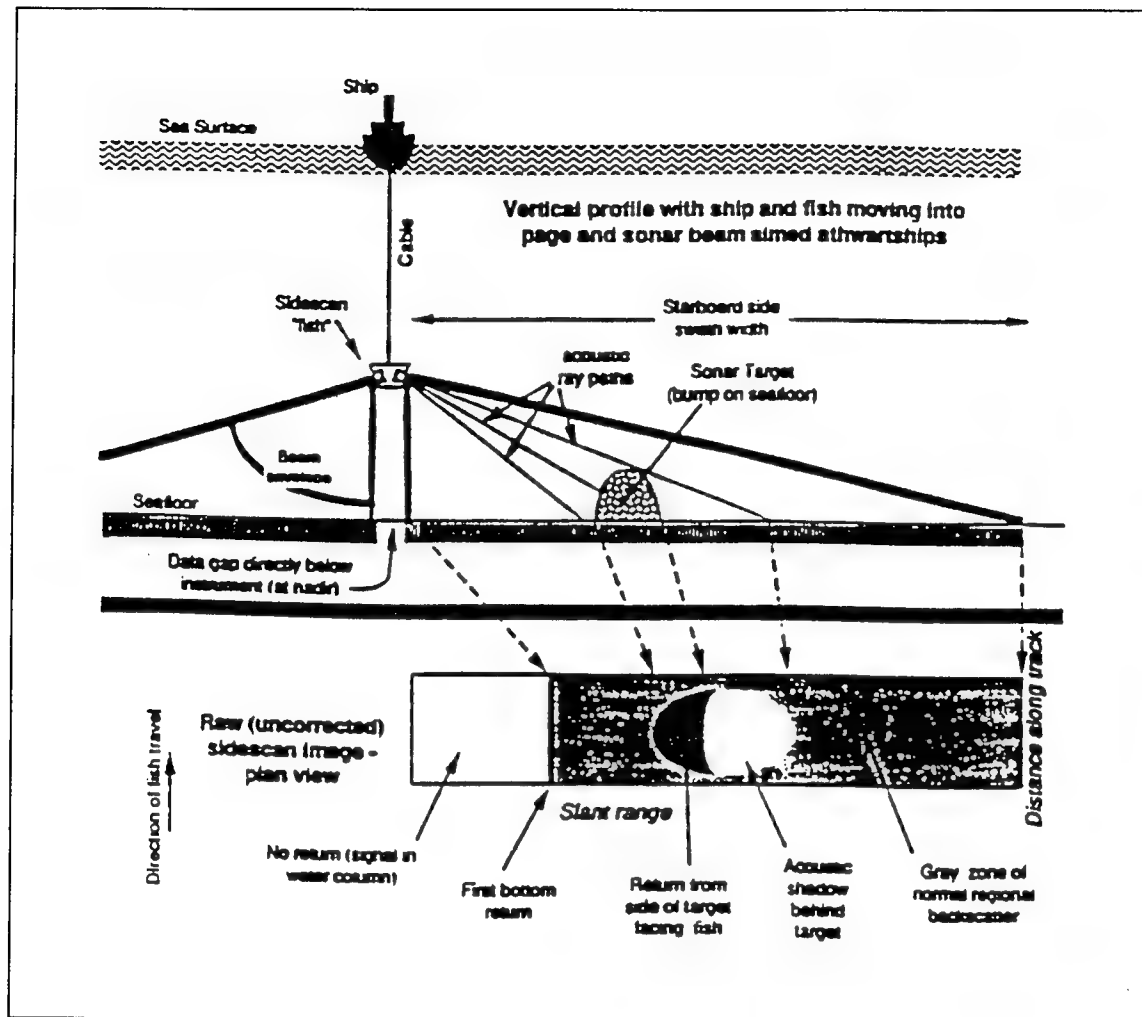 Ship
Sea Surface
Vertical profile with ship and fish moving into
page and sonar beam aimed athwartships
Cable
Sidescan
"fish"
Starboard side
swath width
acoustic
ray paths
Sonar Target
(bump on seafloor)
Beam
envelope
Seafloor
Data gap directly below
instrument (at nadir)
Raw (uncorrected)
sidescan image -
plan view
Direction of fish travel
Distance along track
Slant range
No return (signal in
water column)
First bottom
return
Return from
side of target
facing fish
Acoustic
shadow
behind
target
Gray zone of
normal regional
backscatter